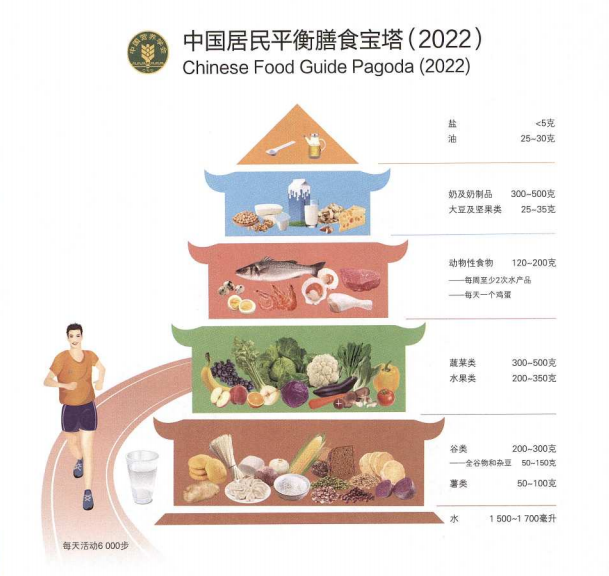 中国营养学会
中国居民平衡膳食宝塔(2022)
Chinese Food Guide Pagoda (2022)
盐 <5克
油 25~30克
奶及奶制品 300~500克
大豆及坚果类 25~35克
动物性食物 120~200克
——每周至少2次水产品
——每天一个鸡蛋
蔬菜类 300~500克
水果类 200~350克
谷类 200~300克
——全谷物和杂豆 50~150克
薯类 50~100克
水 1 500~1 700毫升
每天活动6 000步